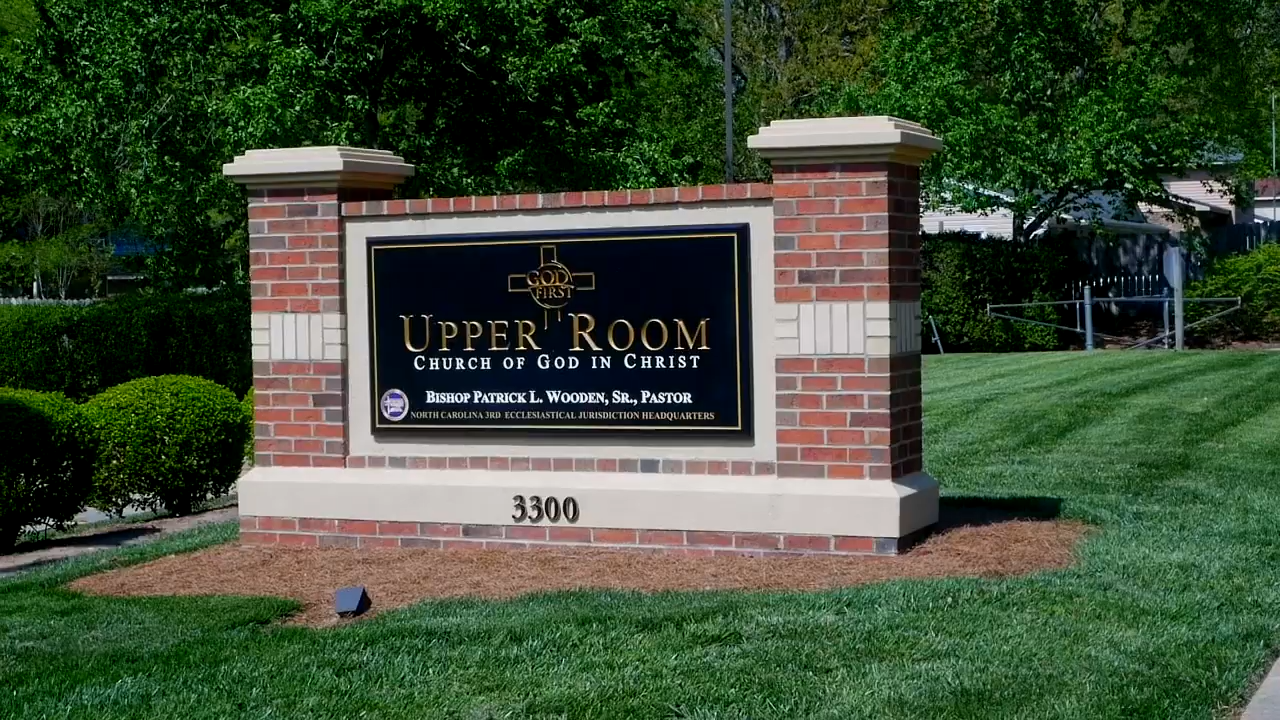 GOD
FIRST
UPPER ROOM
CHURCH OF GOD IN CHRIST
BISHOP PATRICK L. WOODEN, SR., PASTOR
NORTH CAROLINA 3RD ECCLESIASTICAL JURISDICTION HEADQUARTERS
3300